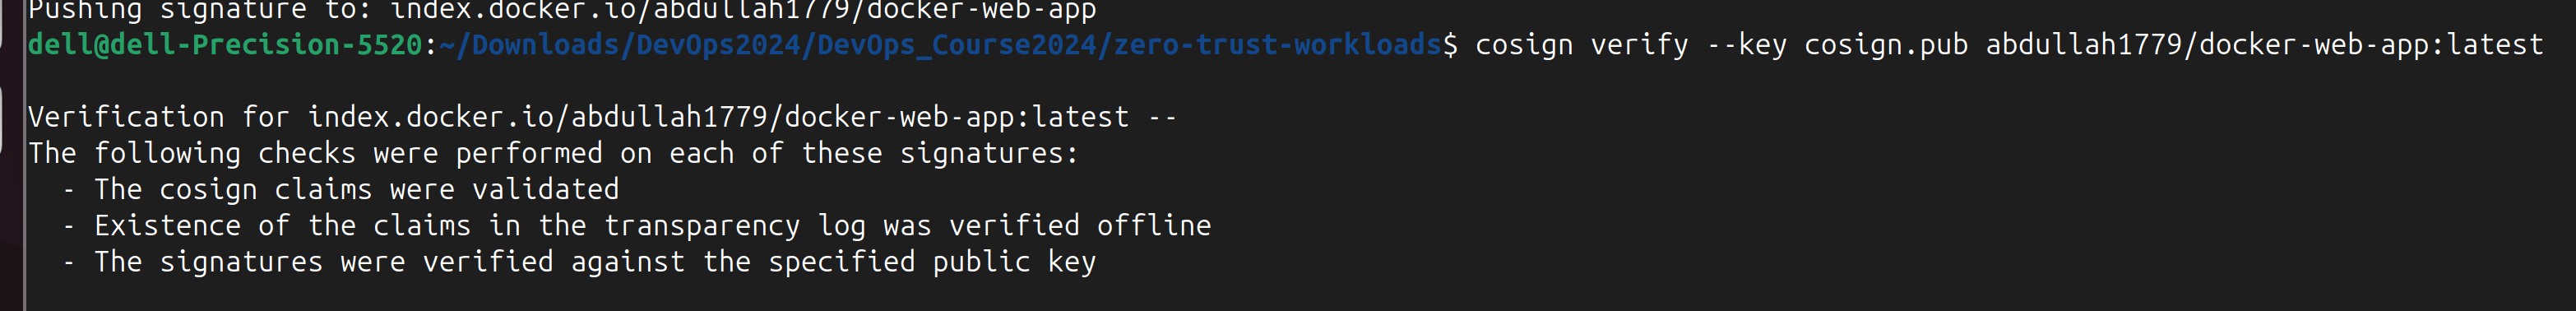 Pushing signature to: index.docker.io/abdullah1779/docker-web-app
dell@dell-Precision-5520:~/Downloads/DevOps2024/DevOps_Course2024/zero-trust-workloads$ cosign verify --key cosign.pub abdullah1779/docker-web-app:latest
Verification for index.docker.io/abdullah1779/docker-web-app:latest --
The following checks were performed on each of these signatures:
- The cosign claims were validated
- Existence of the claims in the transparency log was verified offline
- The signatures were verified against the specified public key